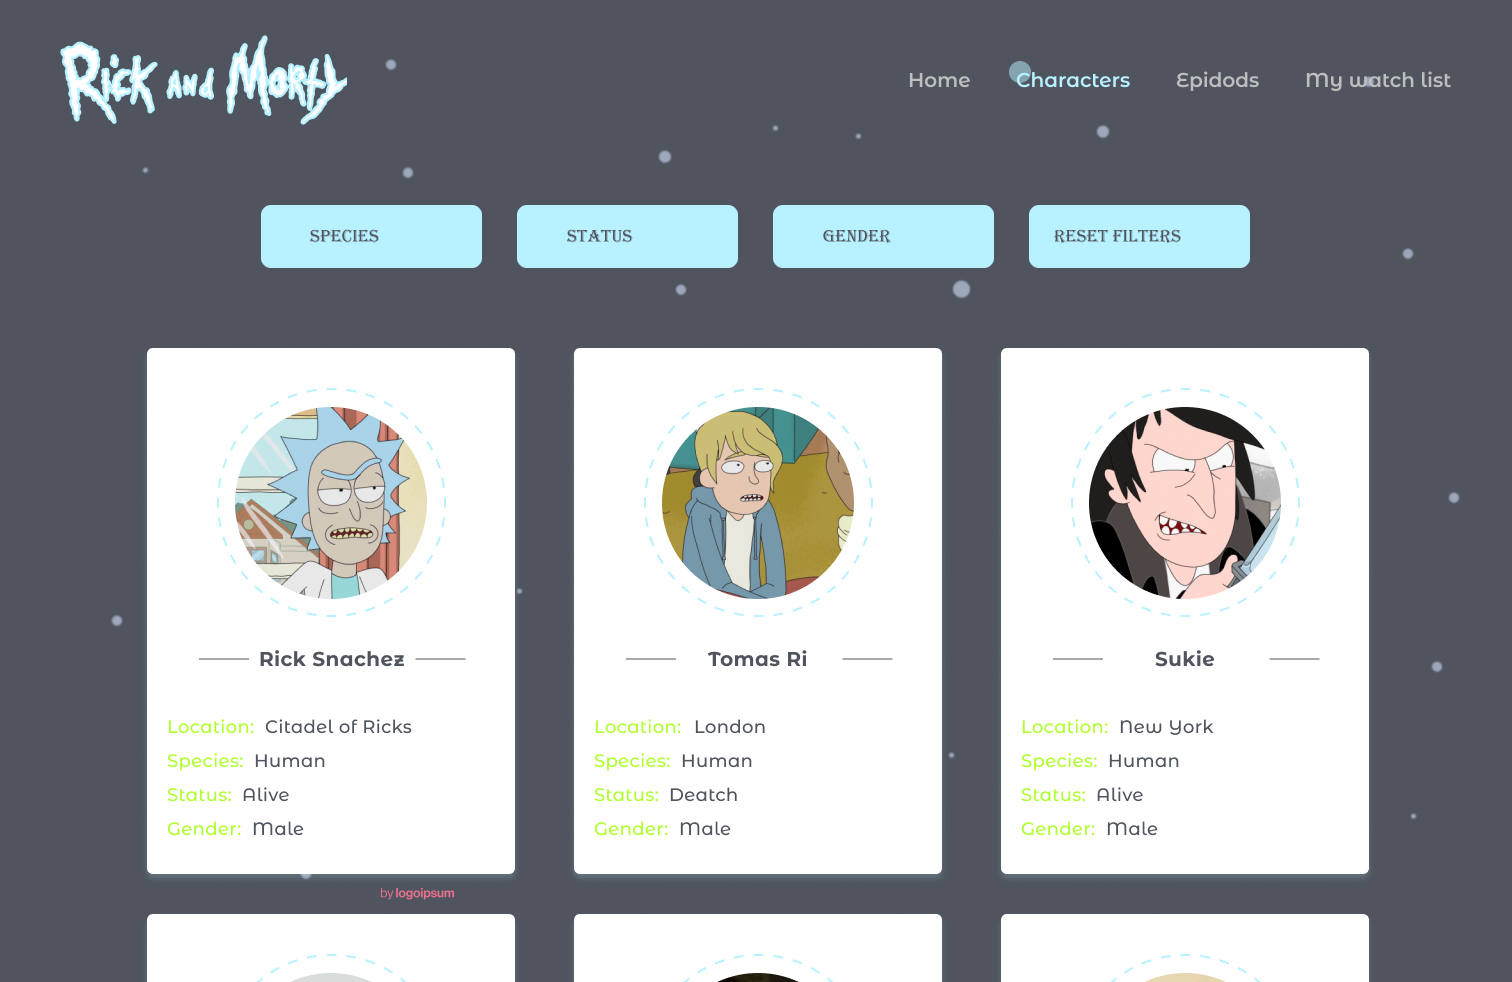 Rick and Morty
Home Characters Epidods My watch list
SPECIES STATUS GENDER RESET FILTERS
Rick Snachez
Location: Citadel of Ricks
Species: Human
Status: Alive
Gender: Male
Tomas Ri
Location: London
Species: Human
Status: Deatch
Gender: Male
Sukie
Location: New York
Species: Human
Status: Alive
Gender: Male
by logoipsum